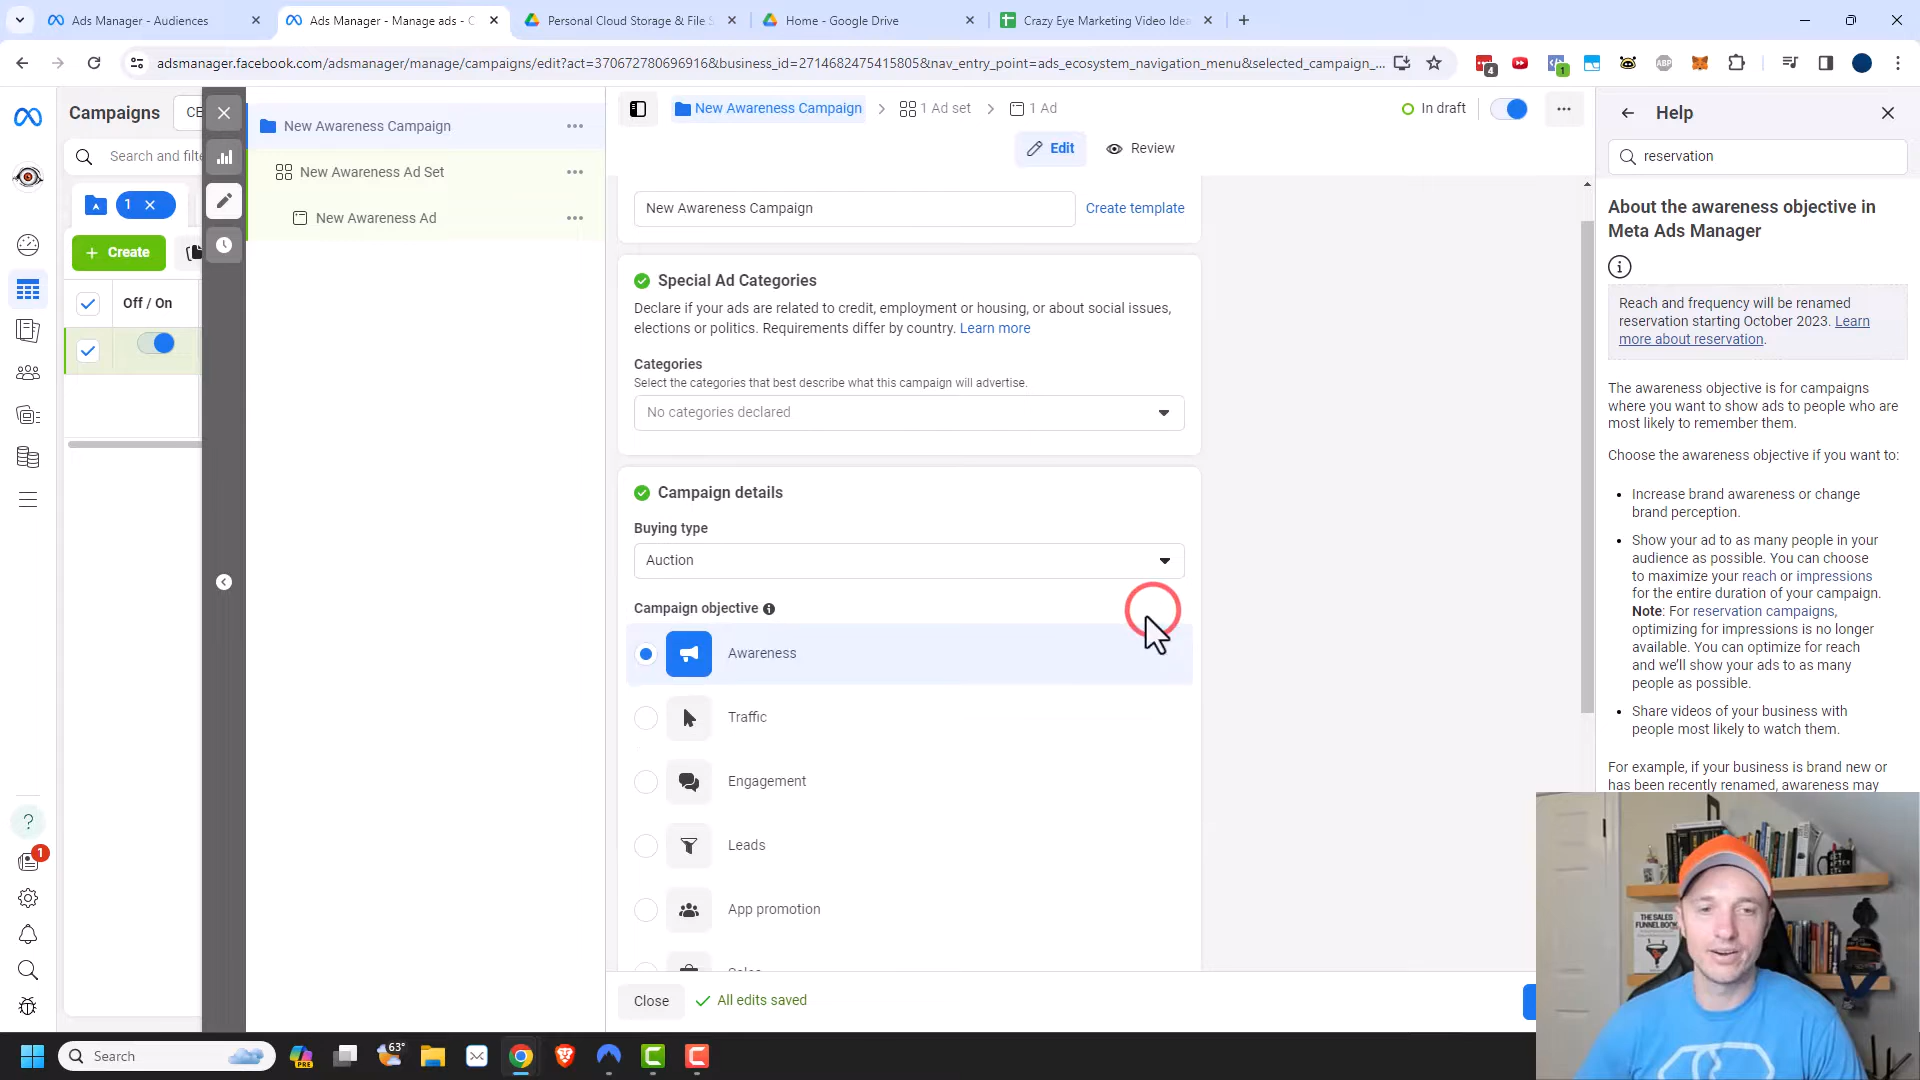 Ads Manager - Audiences
Ads Manager - Manage ads - C
Personal Cloud Storage & File S
Home - Google Drive
Crazy Eye Marketing Video Idea
adsmanager.facebook.com/adsmanager/manage/campaigns/edit?act=370672780696916&business_id=2714682475415805&nav_entry_point=ads_ecosystem_navigation_menu&selected_campaign_...
4
1
ABP
Campaigns
CE
Search and filte
1
+ Create
Off / On
New Awareness Campaign
New Awareness Ad Set
New Awareness Ad
New Awareness Campaign
1 Ad set
1 Ad
In draft
Edit
Review
New Awareness Campaign
Create template
Special Ad Categories
Declare if your ads are related to credit, employment or housing, or about social issues,
elections or politics. Requirements differ by country. Learn more
Categories
Select the categories that best describe what this campaign will advertise.
No categories declared
Campaign details
Buying type
Auction
Campaign objective
Awareness
Traffic
Engagement
Leads
App promotion
Sales
Close
All edits saved
Help
reservation
About the awareness objective in
Meta Ads Manager
Reach and frequency will be renamed
reservation starting October 2023. Learn
more about reservation.
The awareness objective is for campaigns
where you want to show ads to people who are
most likely to remember them.
Choose the awareness objective if you want to:
Increase brand awareness or change
brand perception.
Show your ad to as many people in your
audience as possible. You can choose
to maximize your reach or impressions
for the entire duration of your campaign.
Note: For reservation campaigns,
optimizing for impressions is no longer
available. You can optimize for reach
and we'll show your ads to as many
people as possible.
Share videos of your business with
people most likely to watch them.
For example, if your business is brand new or
has been recently renamed, awareness may
THE SALES
FUNNEL BOOK
?
1
Search
PRE
63°